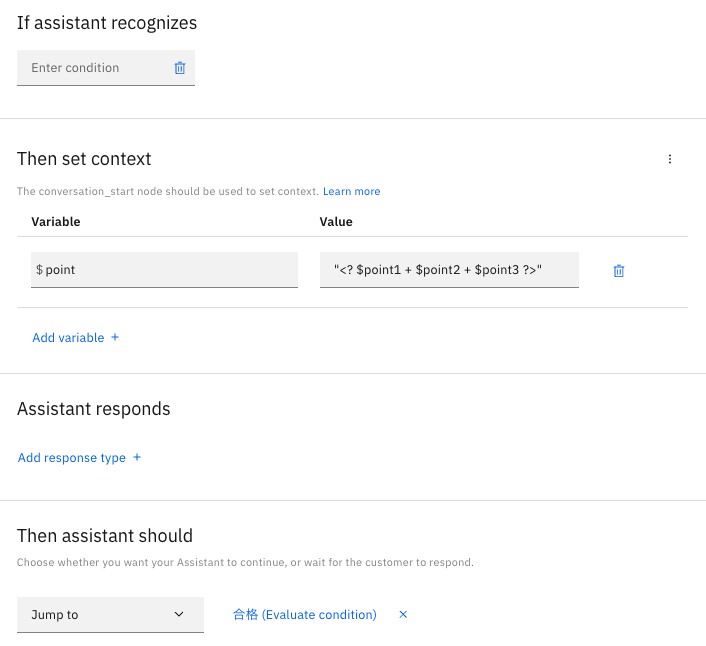 If assistant recognizes
Enter condition
Then set context
The conversation_start node should be used to set context. Learn more
Variable Value
$ point "<? $point1 + $point2 + $point3 ?>"
Add variable +
Assistant responds
Add response type +
Then assistant should
Choose whether you want your Assistant to continue, or wait for the customer to respond.
Jump to 合格 (Evaluate condition)